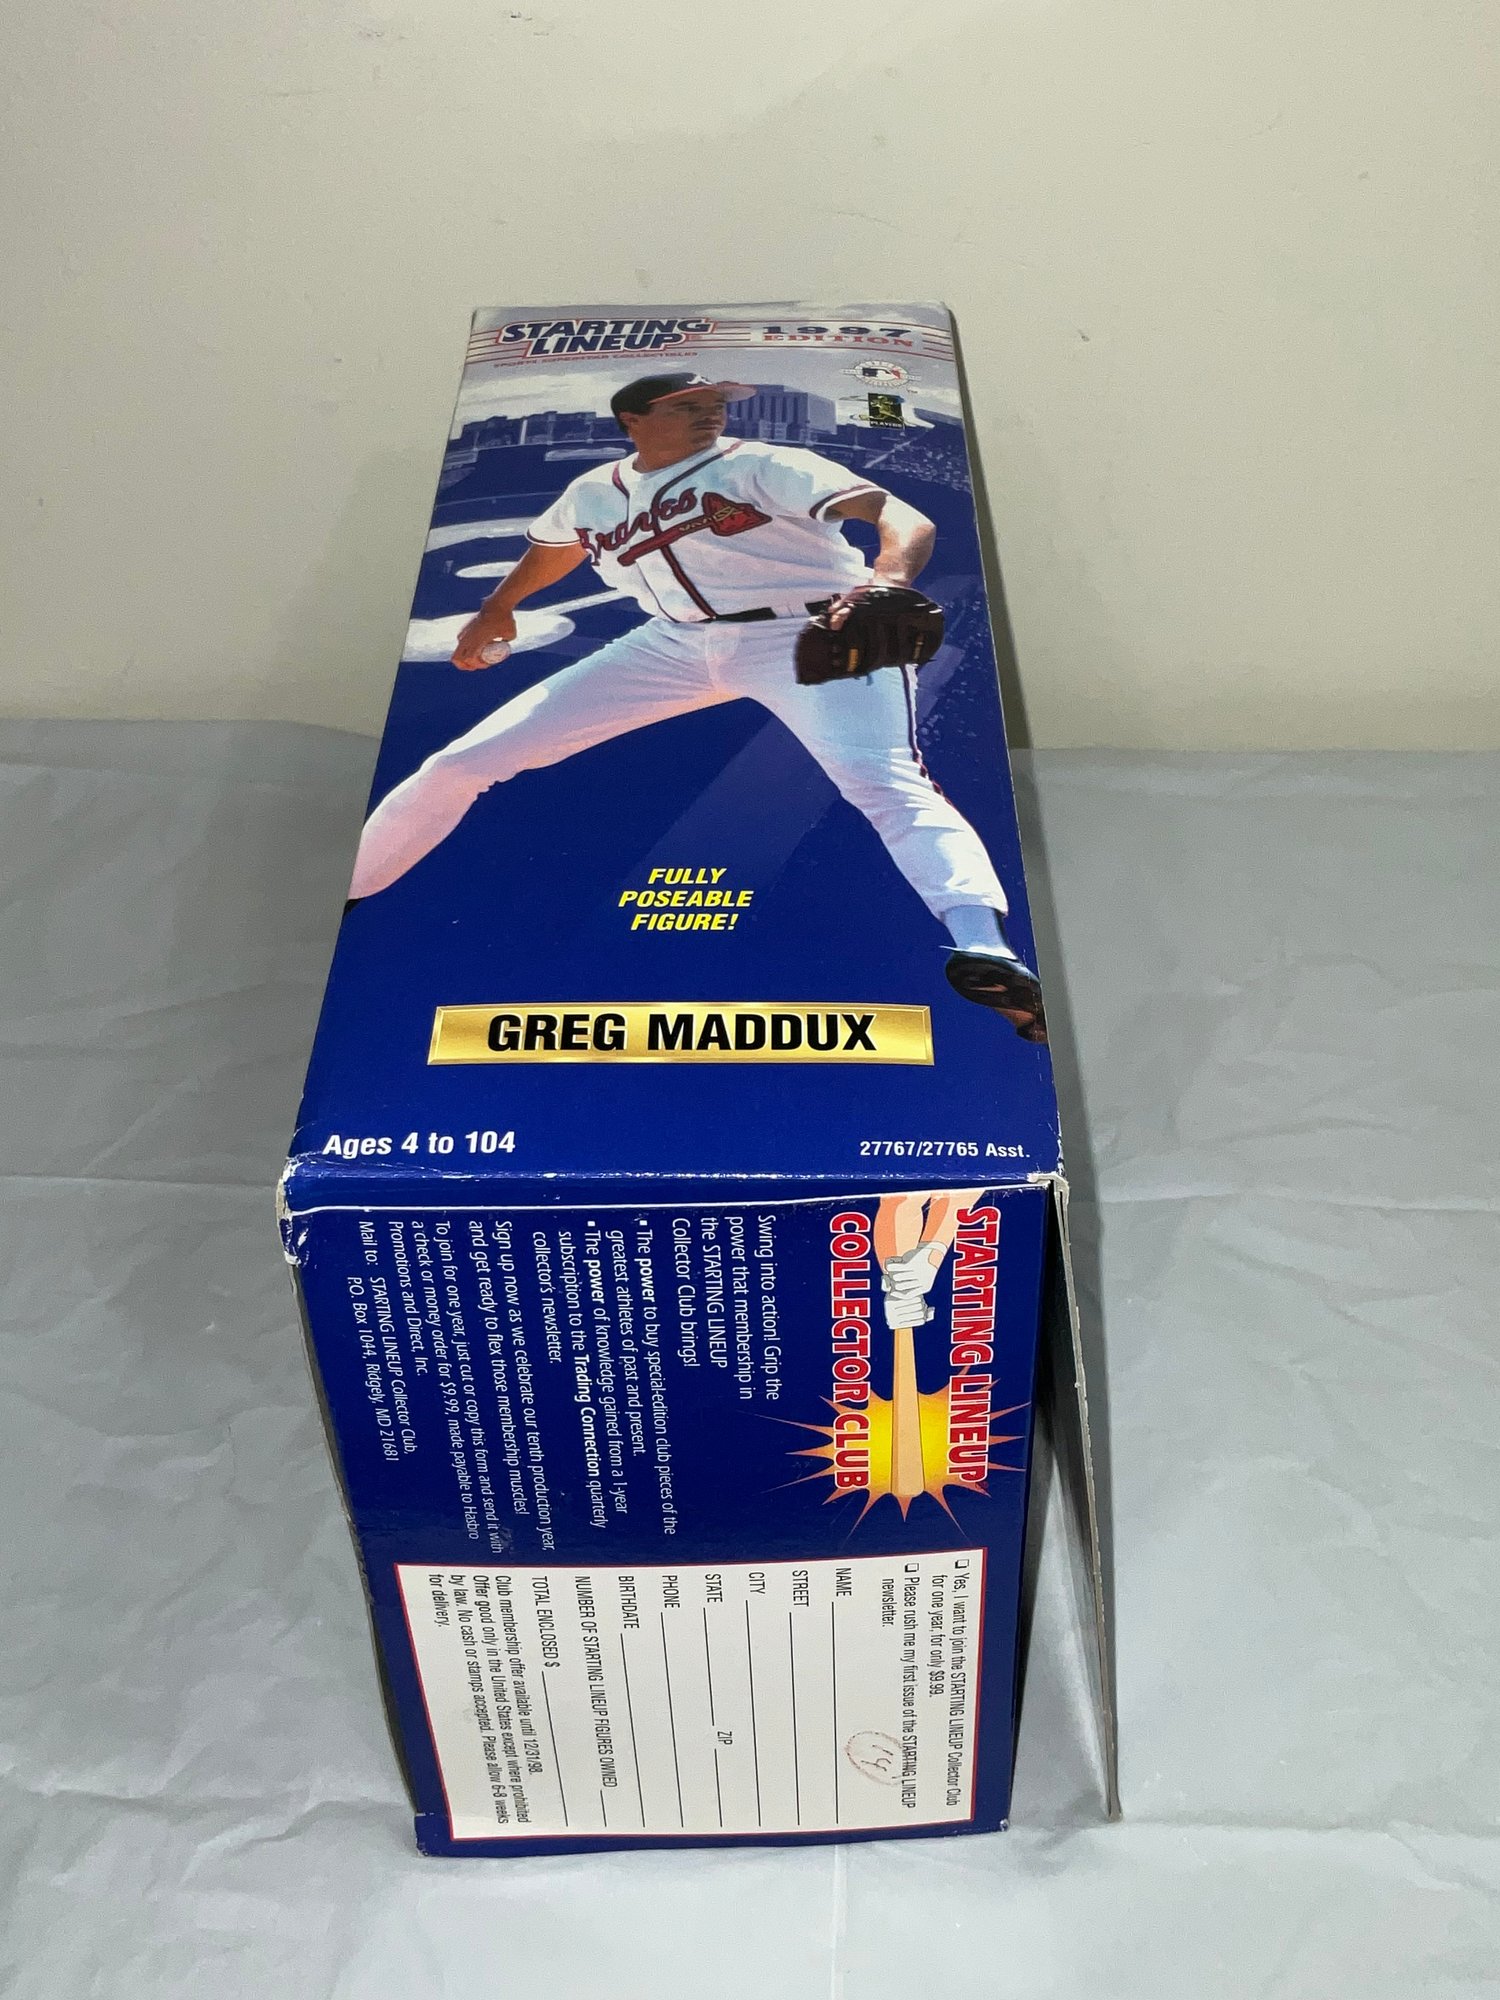 STARTING
LINEUP®
SPORTS SUPERSTAR COLLECTIBLES
1997
EDITION
PLAYERS
Braves
FULLY
POSEABLE
FIGURE!
GREG MADDUX
Ages 4 to 104
27767/27765 Asst.
STARTING LINEUP®
COLLECTOR CLUB
Swing into action! Grip the
power that membership in
the STARTING LINEUP
Collector Club brings!
▪ The power to buy special-edition club pieces of the
greatest athletes of past and present.
▪ The power of knowledge gained from a 1-year
subscription to the Trading Connection quarterly
collector's newsletter.
Sign up now as we celebrate our tenth production year,
and get ready to flex those membership muscles!
To join for one year, just cut or copy this form and send it with
a check or money order for $9.99, made payable to Hasbro
Promotions and Direct, Inc.
Mail to: STARTING LINEUP Collector Club,
P.O. Box 1044, Ridgely, MD 21681
❑ Yes, I want to join the STARTING LINEUP Collector Club
for one year, for only $9.99.
❑ Please rush me my first issue of the STARTING LINEUP
newsletter.
NAME
STREET
CITY
STATE ZIP
PHONE
BIRTHDATE
NUMBER OF STARTING LINEUP FIGURES OWNED
TOTAL ENCLOSED $
Club membership offer available until 12/31/98.
Offer good only in the United States except where prohibited
by law. No cash or stamps accepted. Please allow 6-8 weeks
for delivery.